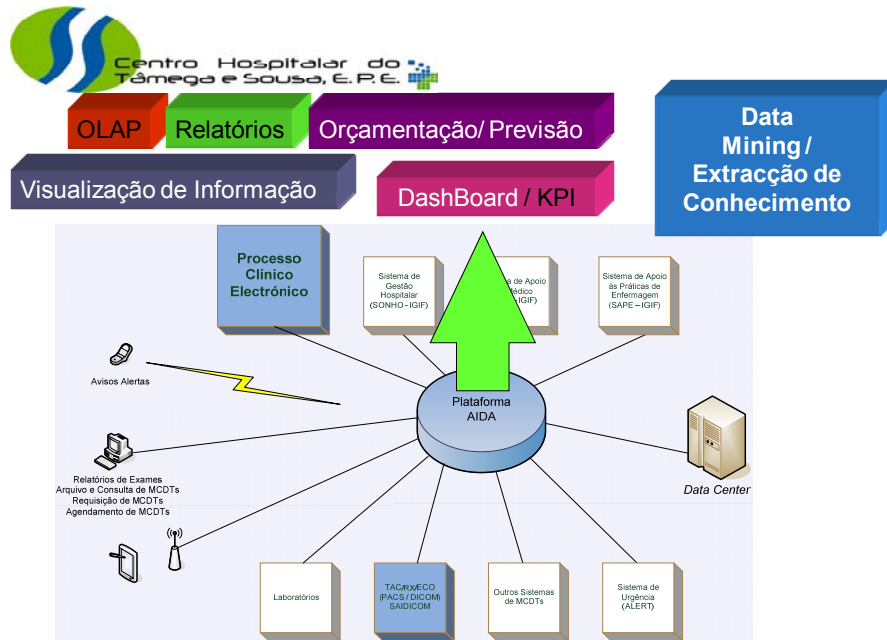 Centro Hospitalar do
Tâmega e Sousa, E. P. E.
OLAP
Relatórios
Orçamentação/ Previsão
Data
Mining /
Extracção de
Conhecimento
Visualização de Informação
DashBoard / KPI
Processo
Clínico
Electrónico
Sistema de
Gestão
Hospitalar
(SONHO - IGIF)
de Apoio
- IGIF)
Sistema de Apoio
às Práticas de
Enfermagem
(SAPE – IGIF)
Avisos Alertas
Plataforma
AIDA
Relatórios de Exames
Arquivo e Consulta de MCDTs
Requisição de MCDTs
Agendamento de MCDTs
Data Center
Laboratórios
TAC/RX/ECO
(PACS / DICOM)
SAIDICOM
Outros Sistemas
de MCDTs
Sistema de
Urgência
(ALERT)